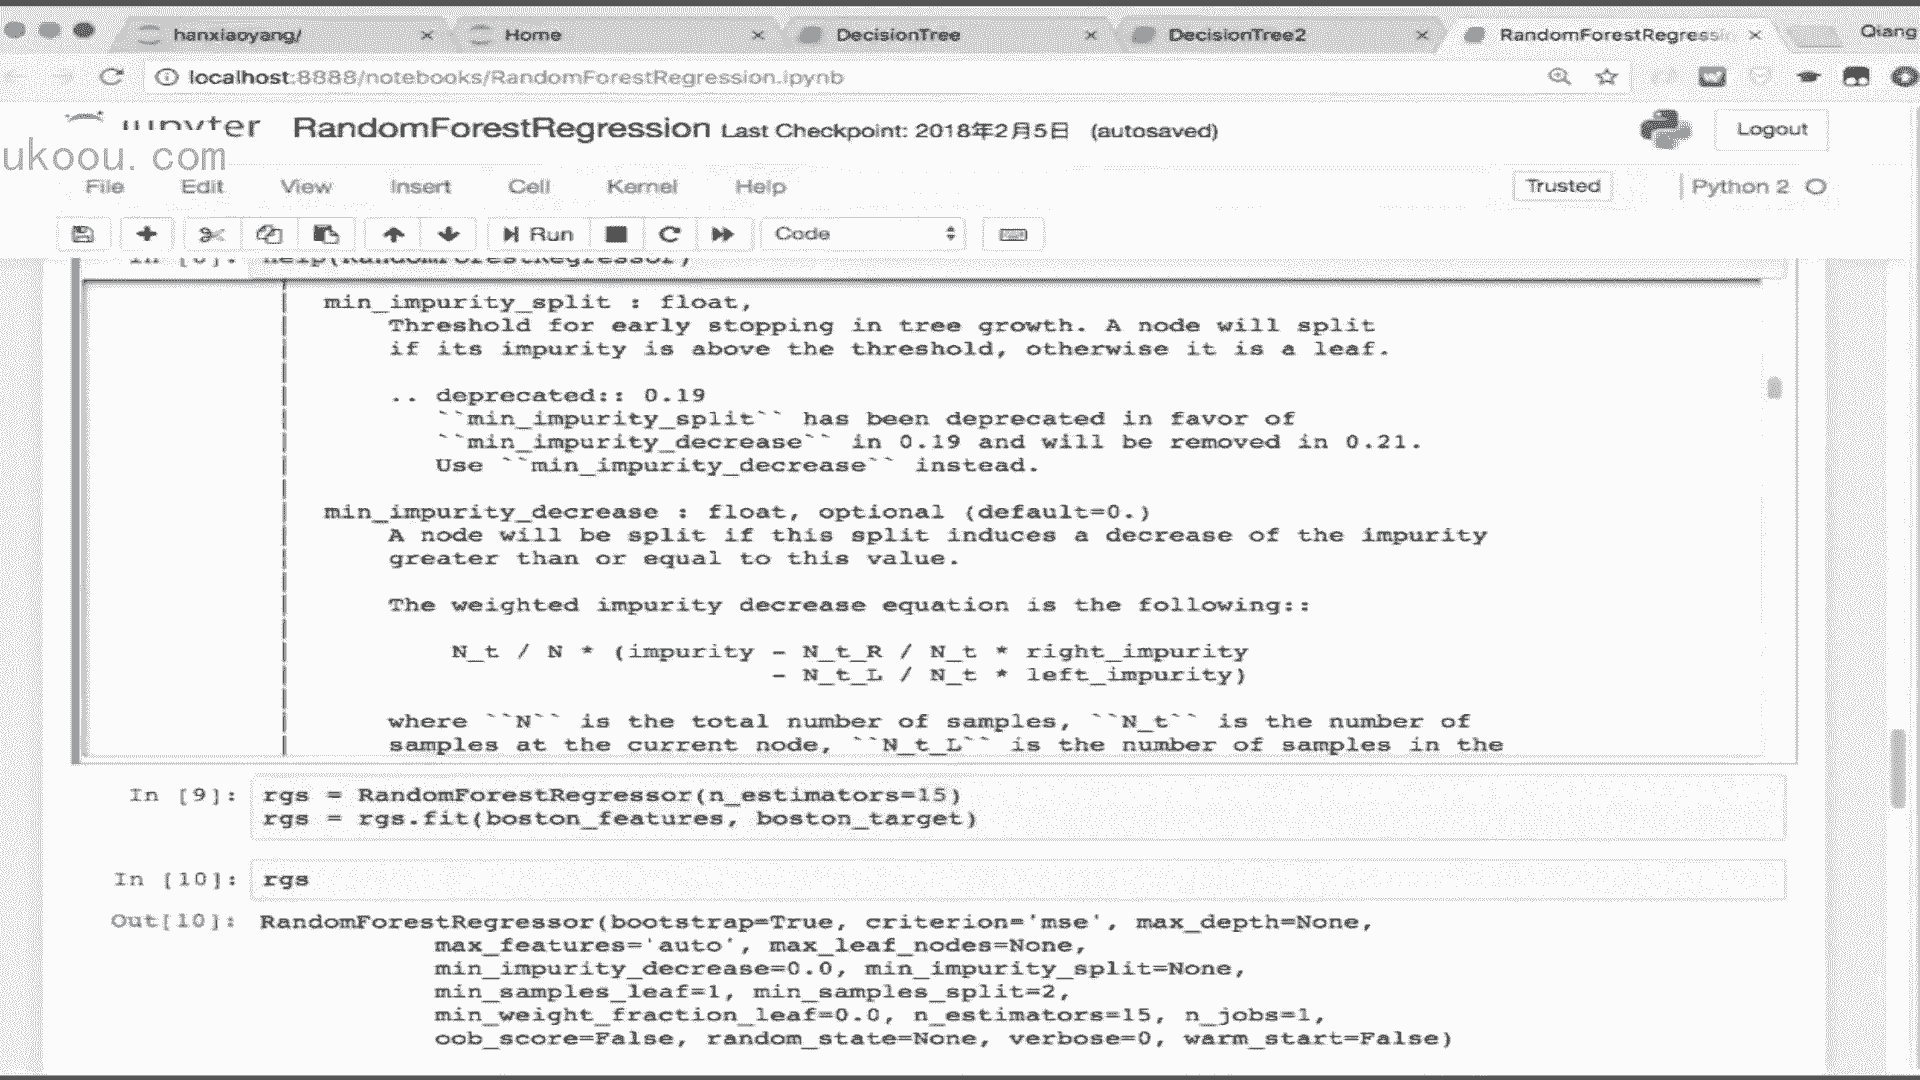 hanxiaoyang/
Home
DecisionTree
DecisionTree2
RandomForestRegressi
Qiang
localhost:8888/notebooks/RandomForestRegression.ipynb
jupyter RandomForestRegression Last Checkpoint: 2018年2月5日 (autosaved)
Logout
ukoou.com
File Edit View Insert Cell Kernel Help
Trusted
Python 2
Run
Code
help(RandomForestRegressor)
min_impurity_split : float,
Threshold for early stopping in tree growth. A node will split
if its impurity is above the threshold, otherwise it is a leaf.
.. deprecated:: 0.19
``min_impurity_split`` has been deprecated in favor of
``min_impurity_decrease`` in 0.19 and will be removed in 0.21.
Use ``min_impurity_decrease`` instead.
min_impurity_decrease : float, optional (default=0.)
A node will be split if this split induces a decrease of the impurity
greater than or equal to this value.
The weighted impurity decrease equation is the following::
N_t / N * (impurity - N_t_R / N_t * right_impurity
- N_t_L / N_t * left_impurity)
where ``N`` is the total number of samples, ``N_t`` is the number of
samples at the current node, ``N_t_L`` is the number of samples in the
In [9]: rgs = RandomForestRegressor(n_estimators=15)
rgs = rgs.fit(boston_features, boston_target)
In [10]: rgs
Out[10]: RandomForestRegressor(bootstrap=True, criterion='mse', max_depth=None,
max_features='auto', max_leaf_nodes=None,
min_impurity_decrease=0.0, min_impurity_split=None,
min_samples_leaf=1, min_samples_split=2,
min_weight_fraction_leaf=0.0, n_estimators=15, n_jobs=1,
oob_score=False, random_state=None, verbose=0, warm_start=False)